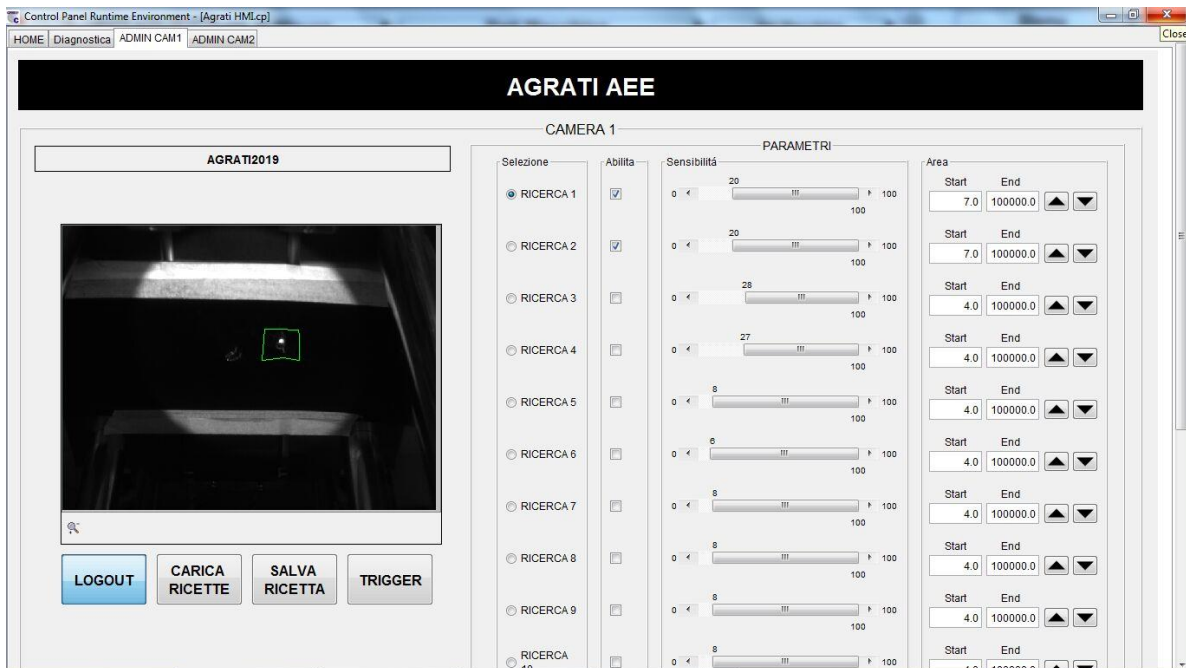 Control Panel Runtime Environment - [Agrati HMI.cp]
Close
HOME Diagnostica ADMIN CAM1 ADMIN CAM2
AGRATI AEE
CAMERA 1
AGRATI2019
PARAMETRI
Selezione Abilita Sensibilitá Area
Start End
20
RICERCA 1 0 100 7.0 100000.0
100
Start End
20
RICERCA 2 0 100 7.0 100000.0
100
Start End
28
RICERCA 3 0 100 4.0 100000.0
100
Start End
27
RICERCA 4 0 100 4.0 100000.0
100
Start End
8
RICERCA 5 0 100 4.0 100000.0
100
Start End
6
RICERCA 6 0 100 4.0 100000.0
100
Start End
8
RICERCA 7 0 100 4.0 100000.0
100
Start End
8
RICERCA 8 0 100 4.0 100000.0
100
Start End
8
RICERCA 9 0 100 4.0 100000.0
100
Start End
8
RICERCA
10 0 100 4.0 100000.0
LOGOUT
CARICA
RICETTE
SALVA
RICETTA
TRIGGER